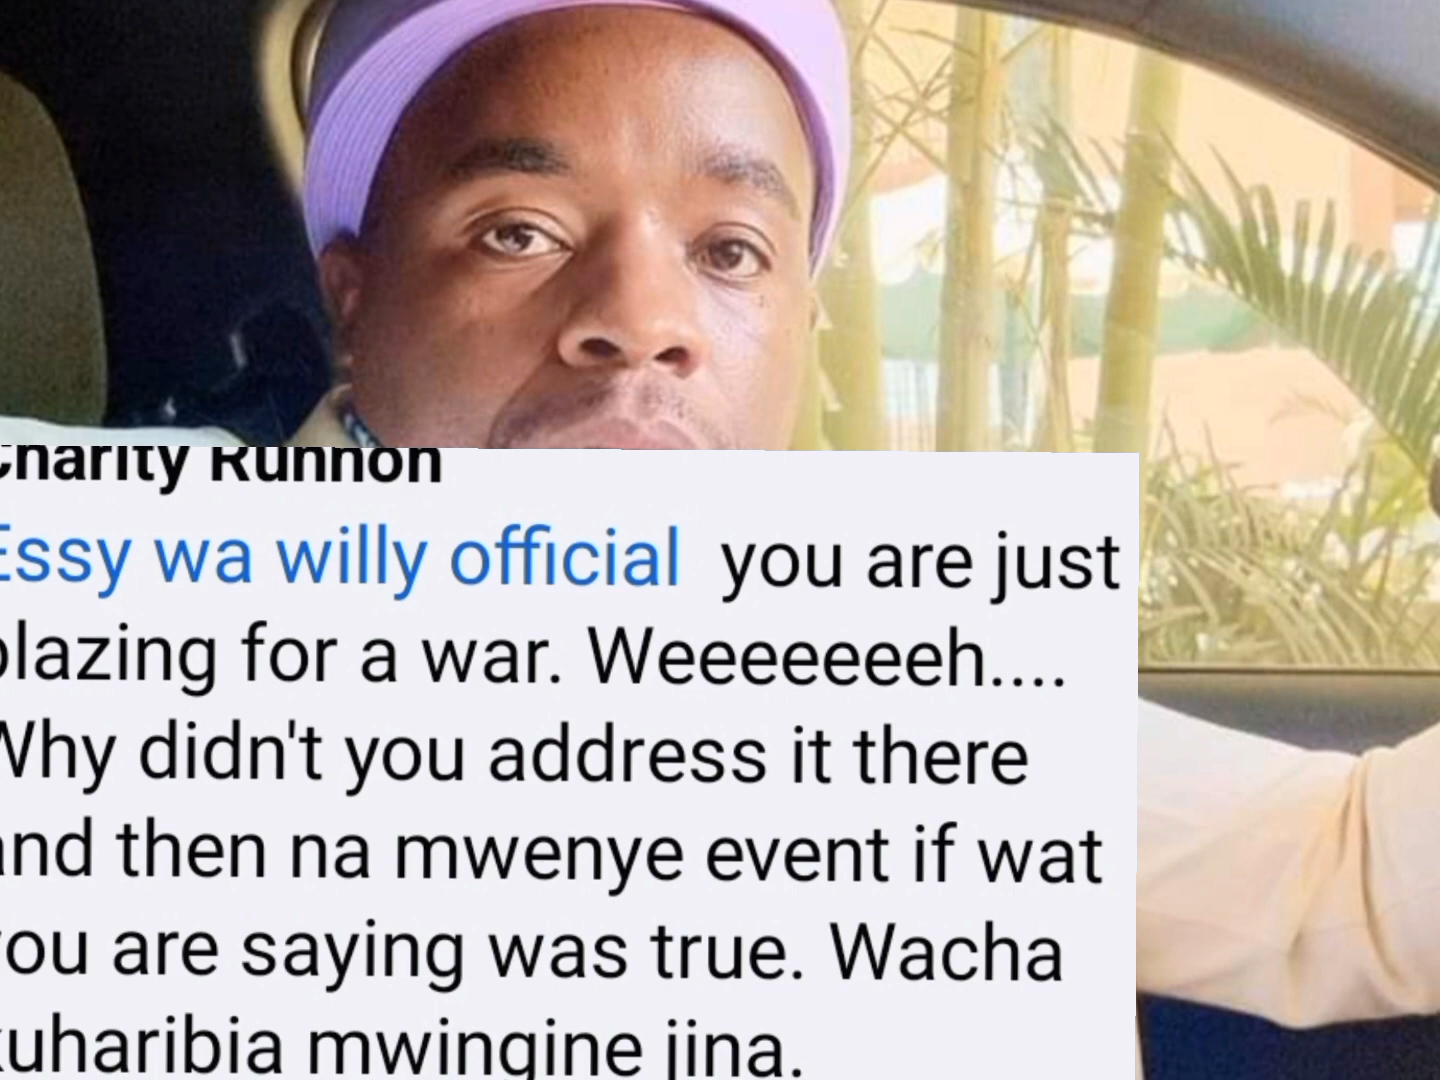 Charity Runnon
Essy wa willy official you are just
blazing for a war. Weeeeeeeh....
Why didn't you address it there
and then na mwenye event if wat
you are saying was true. Wacha
kuharibia mwingine jina.